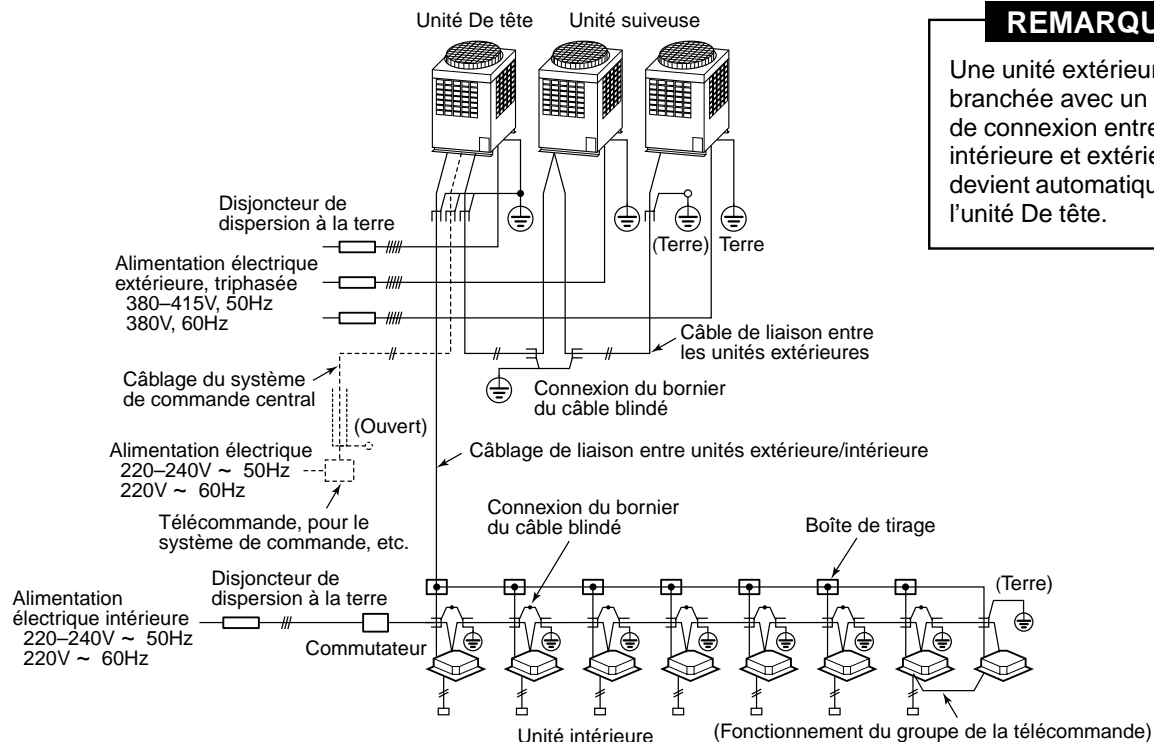 Unité De tête
Unité suiveuse
REMARQU
Une unité extérieur
branchée avec un
de connexion entre
intérieure et extérie
devient automatiqu
l’unité De tête.
Disjoncteur de
dispersion à la terre
(Terre)
Terre
Alimentation électrique
extérieure, triphasée
380–415V, 50Hz
380V, 60Hz
Câble de liaison entre
les unités extérieures
Câblage du système
de commande central
Connexion du bornier
du câble blindé
(Ouvert)
Alimentation électrique
220–240V ~ 50Hz
220V ~ 60Hz
Câblage de liaison entre unités extérieure/intérieure
Télécommande, pour le
système de commande, etc.
Connexion du bornier
du câble blindé
Boîte de tirage
Disjoncteur de
dispersion à la terre
(Terre)
Alimentation
électrique intérieure
220–240V ~ 50Hz
220V ~ 60Hz
Commutateur
Unité intérieure
(Fonctionnement du groupe de la télécommande)